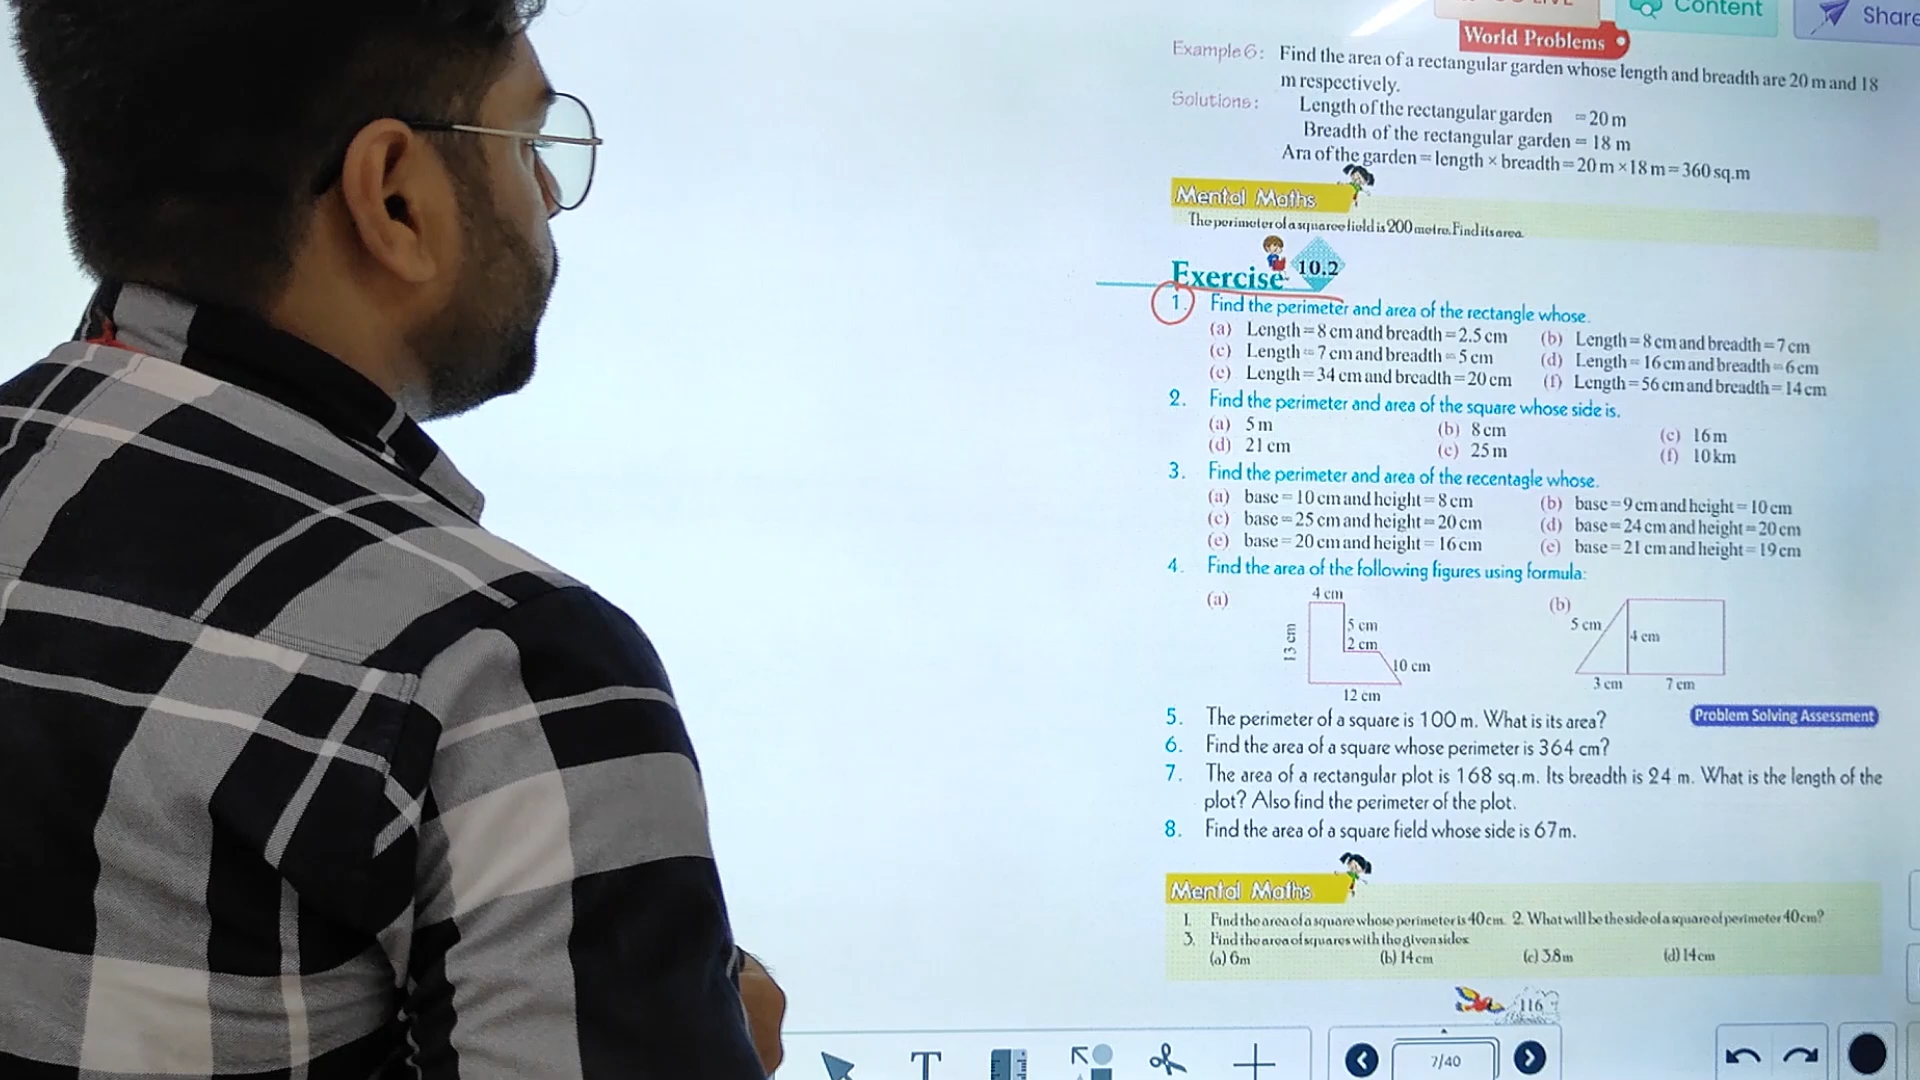 Content
Share
World Problems
Example 6: Find the area of a rectangular garden whose length and breadth are 20 m and 18
m respectively.
Solutions: Length of the rectangular garden = 20 m
Breadth of the rectangular garden = 18 m
Ara of the garden = length × breadth = 20 m × 18 m = 360 sq.m
Mental Maths
The perimeter of a squaree field is 200 metre. Find its area.
Exercise 10.2
1. Find the perimeter and area of the rectangle whose.
(a) Length = 8 cm and breadth = 2.5 cm (b) Length = 8 cm and breadth = 7 cm
(c) Length = 7 cm and breadth = 5 cm (d) Length = 16 cm and breadth = 6 cm
(e) Length = 34 cm and breadth = 20 cm (f) Length = 56 cm and breadth = 14 cm
2. Find the perimeter and area of the square whose side is.
(a) 5 m (b) 8 cm (c) 16 m
(d) 21 cm (e) 25 m (f) 10 km
3. Find the perimeter and area of the recentagle whose.
(a) base = 10 cm and height = 8 cm (b) base = 9 cm and height = 10 cm
(c) base = 25 cm and height = 20 cm (d) base = 24 cm and height = 20 cm
(e) base = 20 cm and height = 16 cm (e) base = 21 cm and height = 19 cm
4. Find the area of the following figures using formula:
(a) 4 cm (b)
13 cm 5 cm 5 cm 4 cm
2 cm
10 cm
12 cm 3 cm 7 cm
5. The perimeter of a square is 100 m. What is its area? Problem Solving Assessment
6. Find the area of a square whose perimeter is 364 cm?
7. The area of a rectangular plot is 168 sq.m. Its breadth is 24 m. What is the length of the
plot? Also find the perimeter of the plot.
8. Find the area of a square field whose side is 67m.
Mental Maths
1. Find the area of a square whose perimeter is 40 cm. 2. What will be the side of a square of perimeter 40 cm?
3. Find the area of squares with the given sides:
(a) 6m (b) 14 cm (c) 3.8 m (d) 14 cm
116
T
7/40